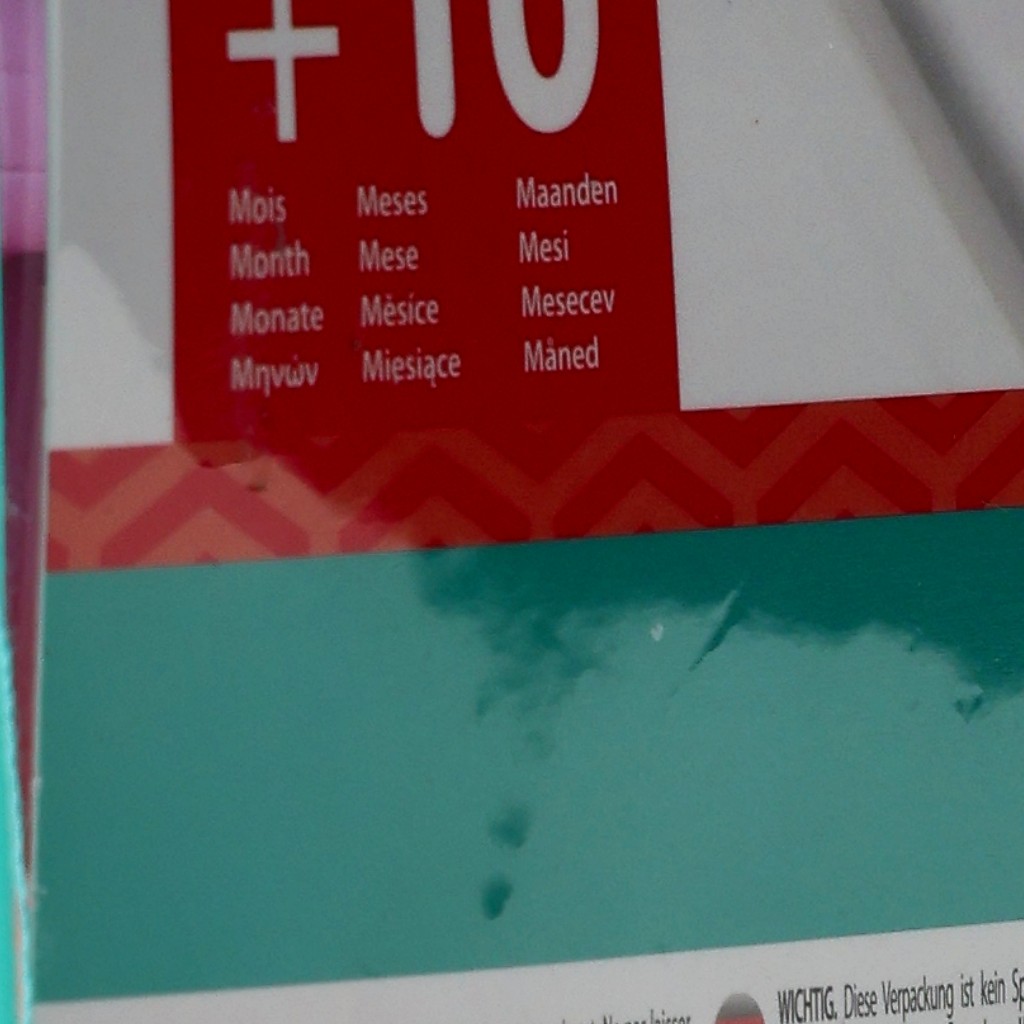 +10
Mois Meses Maanden
Month Mese Mesi
Monate Měsíce Mesecev
Μηνών Miesiące Måned
WICHTIG. Diese Verpackung ist kein